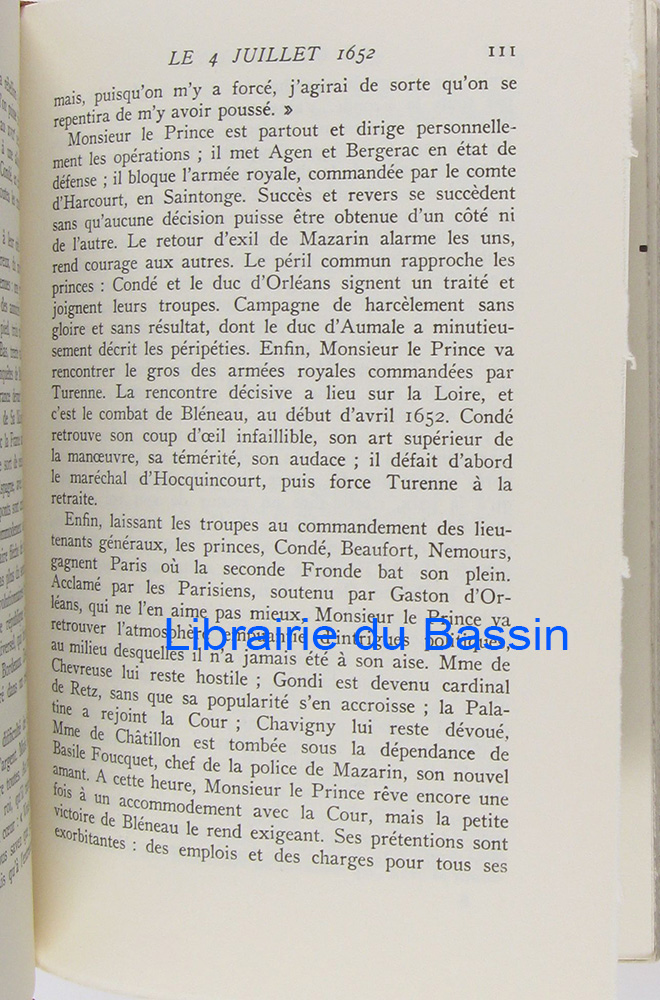 LE 4 JUILLET 1652 111
mais, puisqu'on m'y a forcé, j'agirai de sorte qu'on se
repentira de m'y avoir poussé. »
Monsieur le Prince est partout et dirige personnelle-
ment les opérations ; il met Agen et Bergerac en état de
défense ; il bloque l'armée royale, commandée par le comte
d'Harcourt, en Saintonge. Succès et revers se succèdent
sans qu'aucune décision puisse être obtenue d'un côté ni
de l'autre. Le retour d'exil de Mazarin alarme les uns,
rend courage aux autres. Le péril commun rapproche les
princes : Condé et le duc d'Orléans signent un traité et
joignent leurs troupes. Campagne de harcèlement sans
gloire et sans résultat, dont le duc d'Aumale a minutieu-
sement décrit les péripéties. Enfin, Monsieur le Prince va
rencontrer le gros des armées royales commandées par
Turenne. La rencontre décisive a lieu sur la Loire, et
c'est le combat de Bléneau, au début d'avril 1652. Condé
retrouve son coup d'œil infaillible, son art supérieur de
la manœuvre, sa témérité, son audace ; il défait d'abord
le maréchal d'Hocquincourt, puis force Turenne à la
retraite.
Enfin, laissant les troupes au commandement des lieu-
tenants généraux, les princes, Condé, Beaufort, Nemours,
gagnent Paris où la seconde Fronde bat son plein.
Acclamé par les Parisiens, soutenu par Gaston d'Or-
léans, qui ne l'en aime pas mieux, Monsieur le Prince va
retrouver l'atmosphère empuantie d'intrigues politiques,
Librairie du Bassin
au milieu desquelles il n'a jamais été à son aise. Mme de
Chevreuse lui reste hostile ; Gondi est devenu cardinal
de Retz, sans que sa popularité s'en accroisse ; la Pala-
tine a rejoint la Cour ; Chavigny lui reste dévoué,
Mme de Châtillon est tombée sous la dépendance de
Basile Foucquet, chef de la police de Mazarin, son nouvel
amant. A cette heure, Monsieur le Prince rêve encore une
fois à un accommodement avec la Cour, mais la petite
victoire de Bléneau le rend exigeant. Ses prétentions sont
exorbitantes : des emplois et des charges pour tous ses